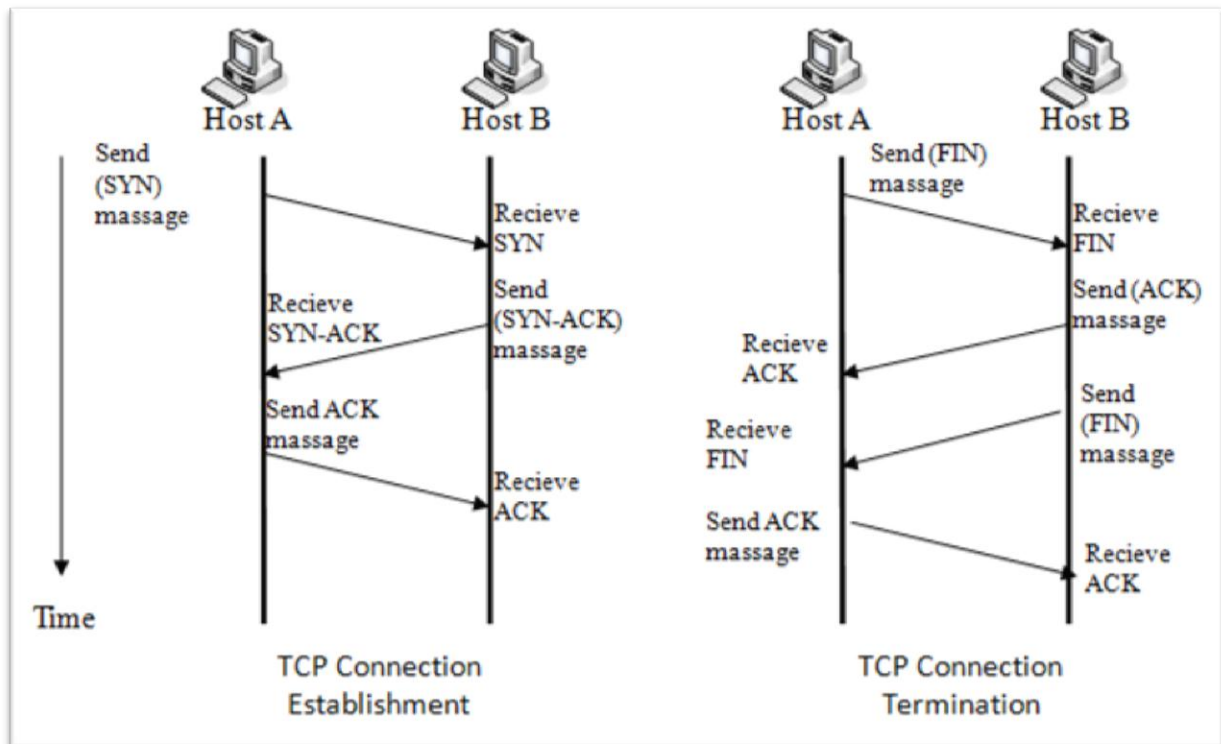 Host A
Host B
Send
(SYN)
massage
Recieve
SYN
Send
(SYN-ACK)
massage
Recieve
SYN-ACK
Send ACK
massage
Recieve
ACK
Time
TCP Connection
Establishment
Host A
Host B
Send (FIN)
massage
Recieve
FIN
Send (ACK)
massage
Recieve
ACK
Send
(FIN)
massage
Recieve
FIN
Send ACK
massage
Recieve
ACK
TCP Connection
Termination